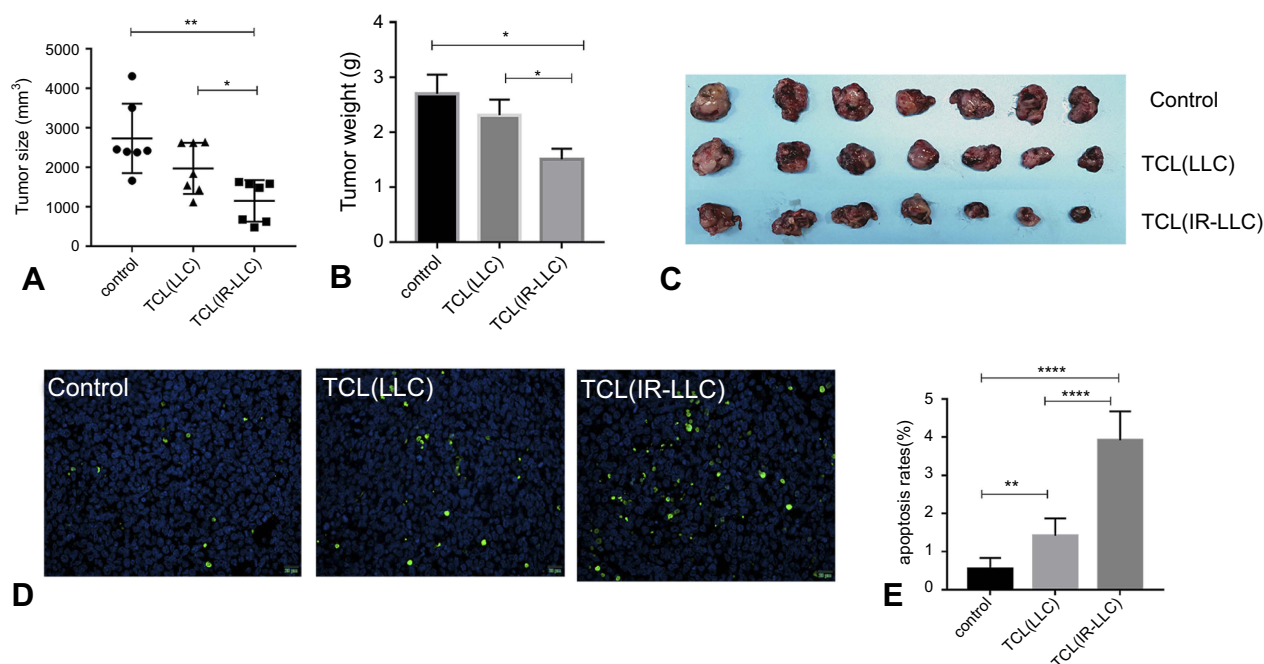 **
*
Tumor size (mm³)
5000
4000
3000
2000
1000
0
control
TCL(LLC)
TCL(IR-LLC)
A
*
*
Tumor weight (g)
4
3
2
1
0
control
TCL(LLC)
TCL(IR-LLC)
B
Control
TCL(LLC)
TCL(IR-LLC)
C
Control
TCL(LLC)
TCL(IR-LLC)
D
****
****
**
apoptosis rates(%)
5
4
3
2
1
0
control
TCL(LLC)
TCL(IR-LLC)
E